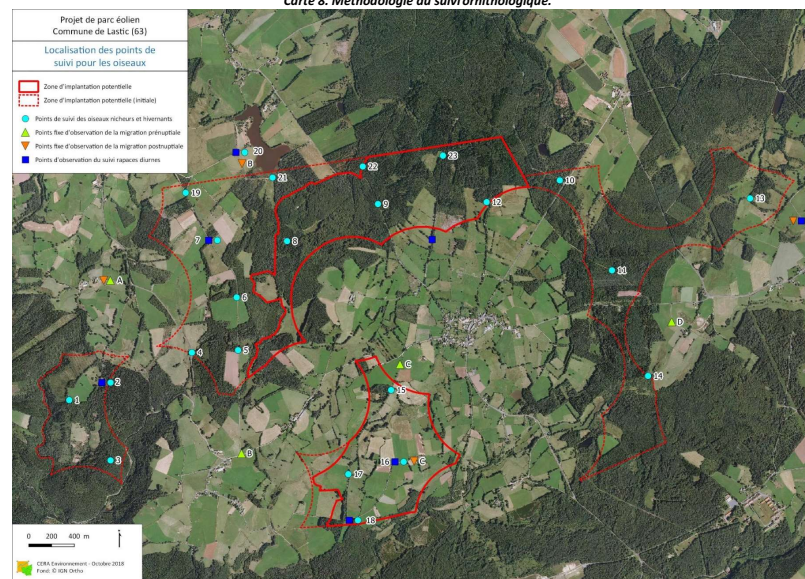 Carte 8. Méthodologie du suivi ornithologique.
Projet de parc éolien
Commune de Lastic (63)
Localisation des points de
suivi pour les oiseaux
Zone d'implantation potentielle
Zone d'implantation potentielle (initiale)
Points de suivi des oiseaux nicheurs et hivernants
Points fixe d'observation de la migration prénuptiale
Points fixe d'observation de la migration postnuptiale
Points d'observation du suivi rapaces diurnes
20
B
22
23
21
19
10
13
12
9
7
8
11
A
6
D
4
5
C
14
2
15
1
B
16
C
3
17
18
0 200 400 m
CERA Environnement - Octobre 2018
Fond: © IGN Ortho